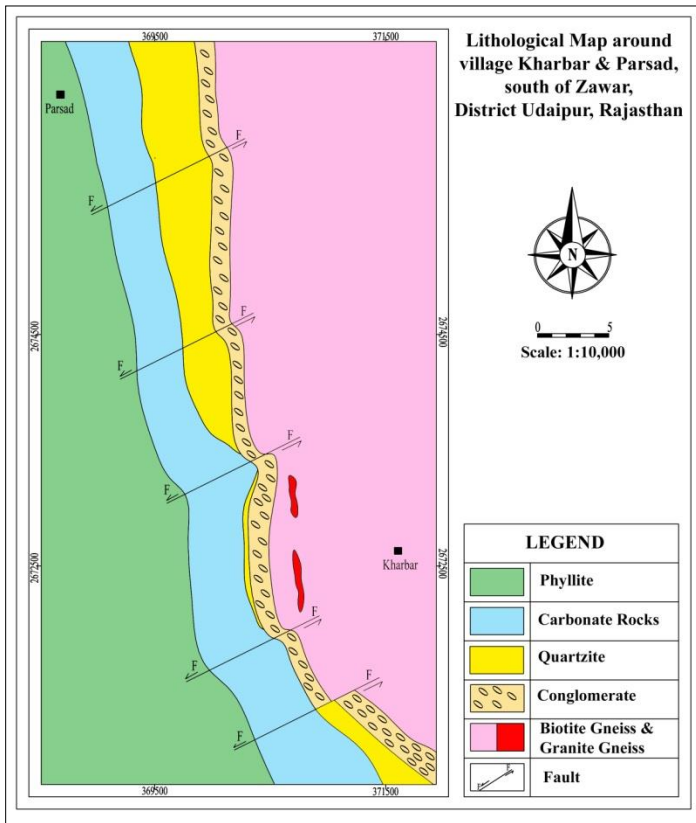 Lithological Map around
village Kharbar & Parsad,
south of Zawar,
District Udaipur, Rajasthan
369500
371500
Parsad
F
F
N
0 5
Scale: 1:10,000
2674500
2674500
F
F
F
F
Kharbar
2672500
2672500
F
F
F
F
369500
371500
LEGEND
Phyllite
Carbonate Rocks
Quartzite
Conglomerate
Biotite Gneiss &
Granite Gneiss
F
F
Fault